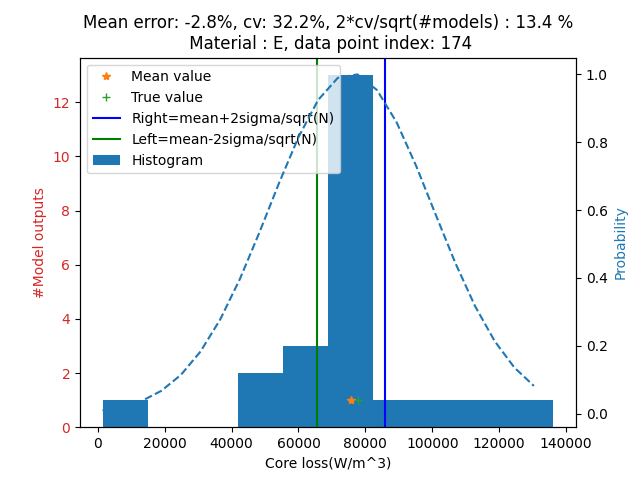 Mean error: -2.8%, cv: 32.2%, 2*cv/sqrt(#models) : 13.4 %
Material : E, data point index: 174
Mean value
True value
Right=mean+2sigma/sqrt(N)
Left=mean-2sigma/sqrt(N)
Histogram
#Model outputs
12
10
8
6
4
2
0
1.0
0.8
0.6
0.4
0.2
0.0
Probability
0
20000
40000
60000
80000
100000
120000
140000
Core loss(W/m^3)